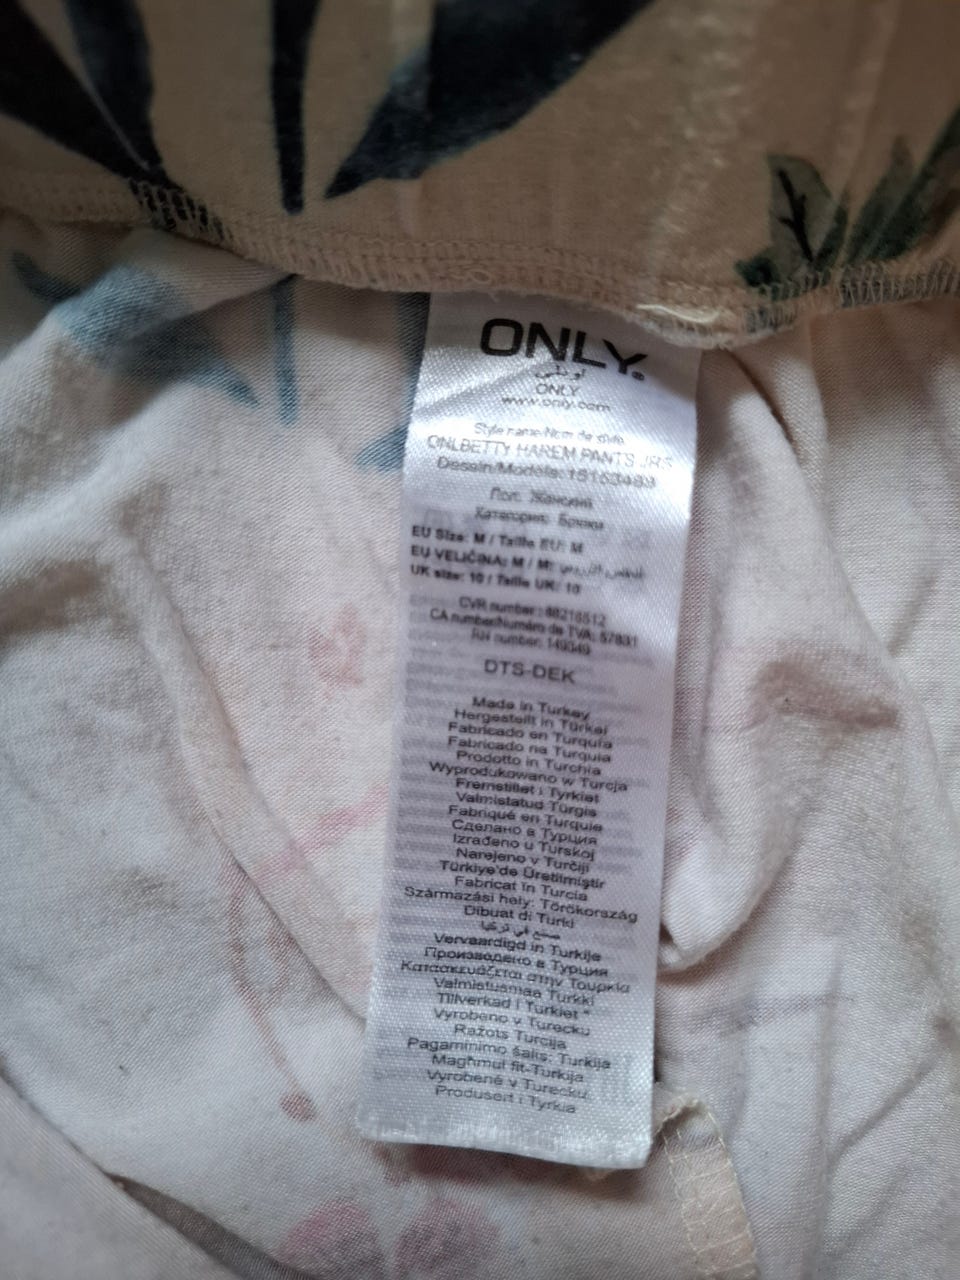 ONLY®
اونلي
ONLY
www.only.com
Style name/Nom de style
ONLBETTY HAREM PANTS JRS
Dessin/Modèle: 15153489
Пол: Женский
Категория: Брюки
EU Size: M / Taille EU: M
EU VELIČINA: M / M:
UK size: 10 / Taille UK: 10
CVR number: 88216512
CA number/Numéro de TVA: 57831
RN number: 149349
DTS-DEK
Made in Turkey
Hergestellt in Türkei
Fabricado en Turquía
Fabricado na Turquia
Prodotto in Turchia
Wyprodukowano w Turcja
Fremstillet i Tyrkiet
Valmistatud Türgis
Fabriqué en Turquie
Сделано в Турция
Izrađeno u Turskoj
Narejeno v Turčiji
Türkiye'de Üretilmiştir
Fabricat în Turcia
Származási hely: Törökország
Dibuat di Turki
صنع في تركيا
Vervaardigd in Turkije
Произведено в Турция
Κατασκευάζεται στην Τουρκία
Valmistusmaa Turkki
Tillverkad i Turkiet
Vyrobeno v Turecku
Ražots Turcija
Pagaminimo šalis: Turkija
Magħmul fit-Turkija
Vyrobené v Turecku
Produsert i Tyrkia